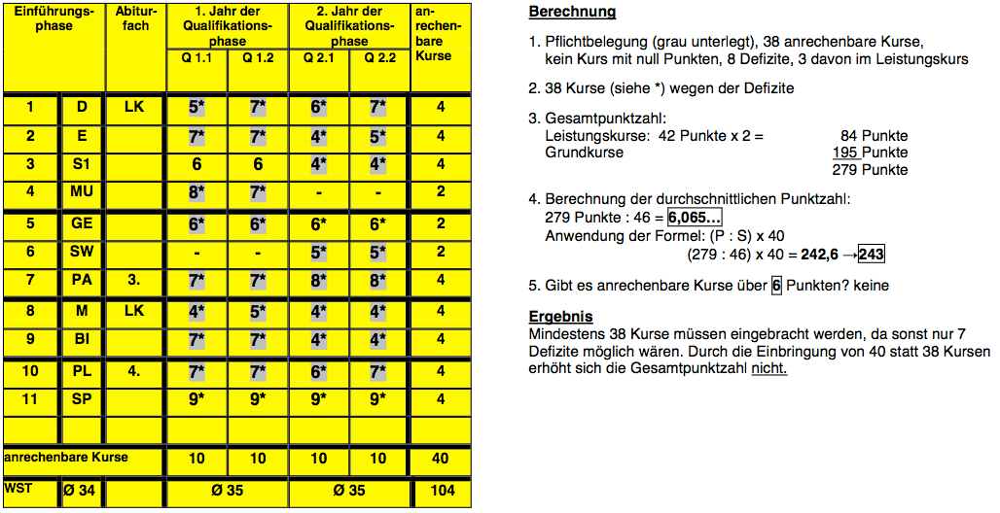 Einführungs- Abitur- 1. Jahr der 2. Jahr der an-
phase fach Qualifikations- Qualifikations- rechen-
phase phase bare
Q 1.1 Q 1.2 Q 2.1 Q 2.2 Kurse
1 D LK 5* 7* 6* 7* 4
2 E 7* 7* 4* 5* 4
3 S1 6 6 4* 4* 4
4 MU 8* 7* - - 2
5 GE 6* 6* 6* 6* 2
6 SW - - 5* 5* 2
7 PA 3. 7* 7* 8* 8* 4
8 M LK 4* 5* 4* 4* 4
9 BI 7* 7* 4* 4* 4
10 PL 4. 7* 7* 6* 7* 4
11 SP 9* 9* 9* 9* 4
anrechenbare Kurse 10 10 10 10 40
WST Ø 34 Ø 35 Ø 35 104
Berechnung
1. Pflichtbelegung (grau unterlegt), 38 anrechenbare Kurse,
kein Kurs mit null Punkten, 8 Defizite, 3 davon im Leistungskurs
2. 38 Kurse (siehe *) wegen der Defizite
3. Gesamtpunktzahl:
Leistungskurse: 42 Punkte x 2 = 84 Punkte
Grundkurse 195 Punkte
279 Punkte
4. Berechnung der durchschnittlichen Punktzahl:
279 Punkte : 46 = 6,065...
Anwendung der Formel: (P : S) x 40
(279 : 46) x 40 = 242,6 →243
5. Gibt es anrechenbare Kurse über 6 Punkten? keine
Ergebnis
Mindestens 38 Kurse müssen eingebracht werden, da sonst nur 7
Defizite möglich wären. Durch die Einbringung von 40 statt 38 Kursen
erhöht sich die Gesamtpunktzahl nicht.